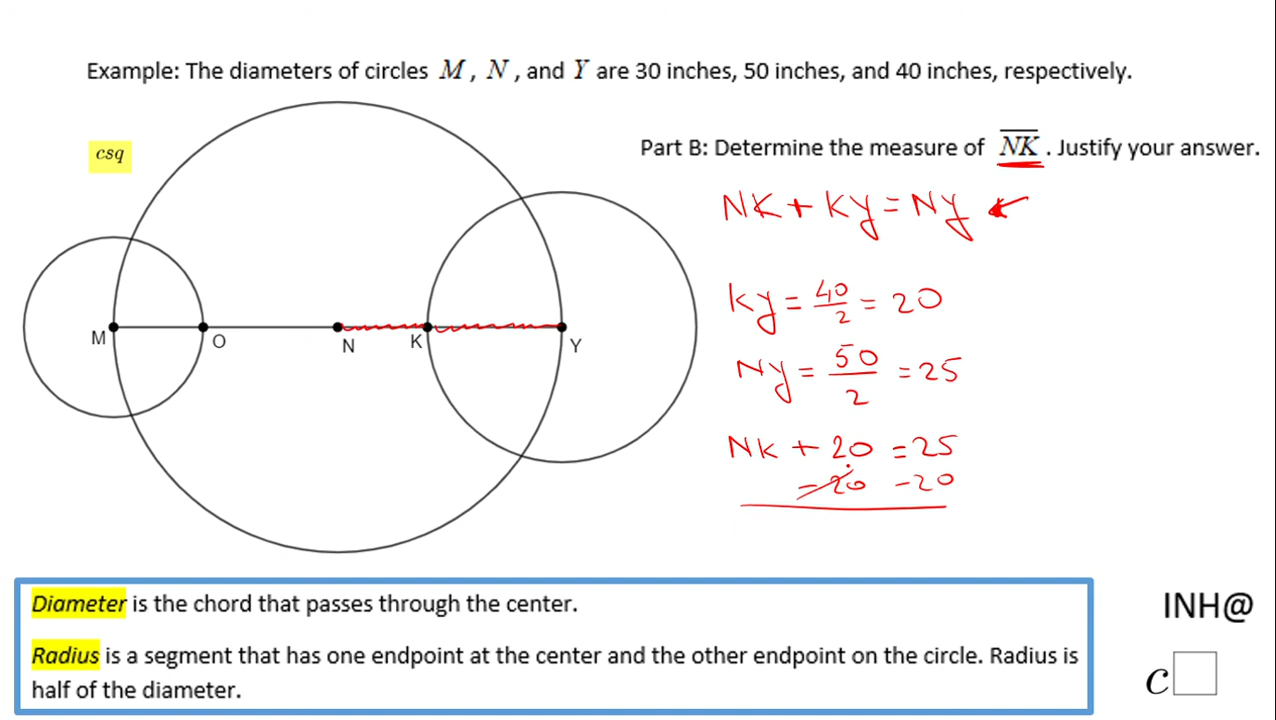 Example: The diameters of circles M, N, and Y are 30 inches, 50 inches, and 40 inches, respectively.
csq
Part B: Determine the measure of N̅K̅. Justify your answer.
NK + Ky = Ny
Ky = 40/2 = 20
Ny = 50/2 = 25
NK + 20 = 25
-20 -20
M
O
N
K
Y
Diameter is the chord that passes through the center.
Radius is a segment that has one endpoint at the center and the other endpoint on the circle. Radius is
half of the diameter.
INH@
c